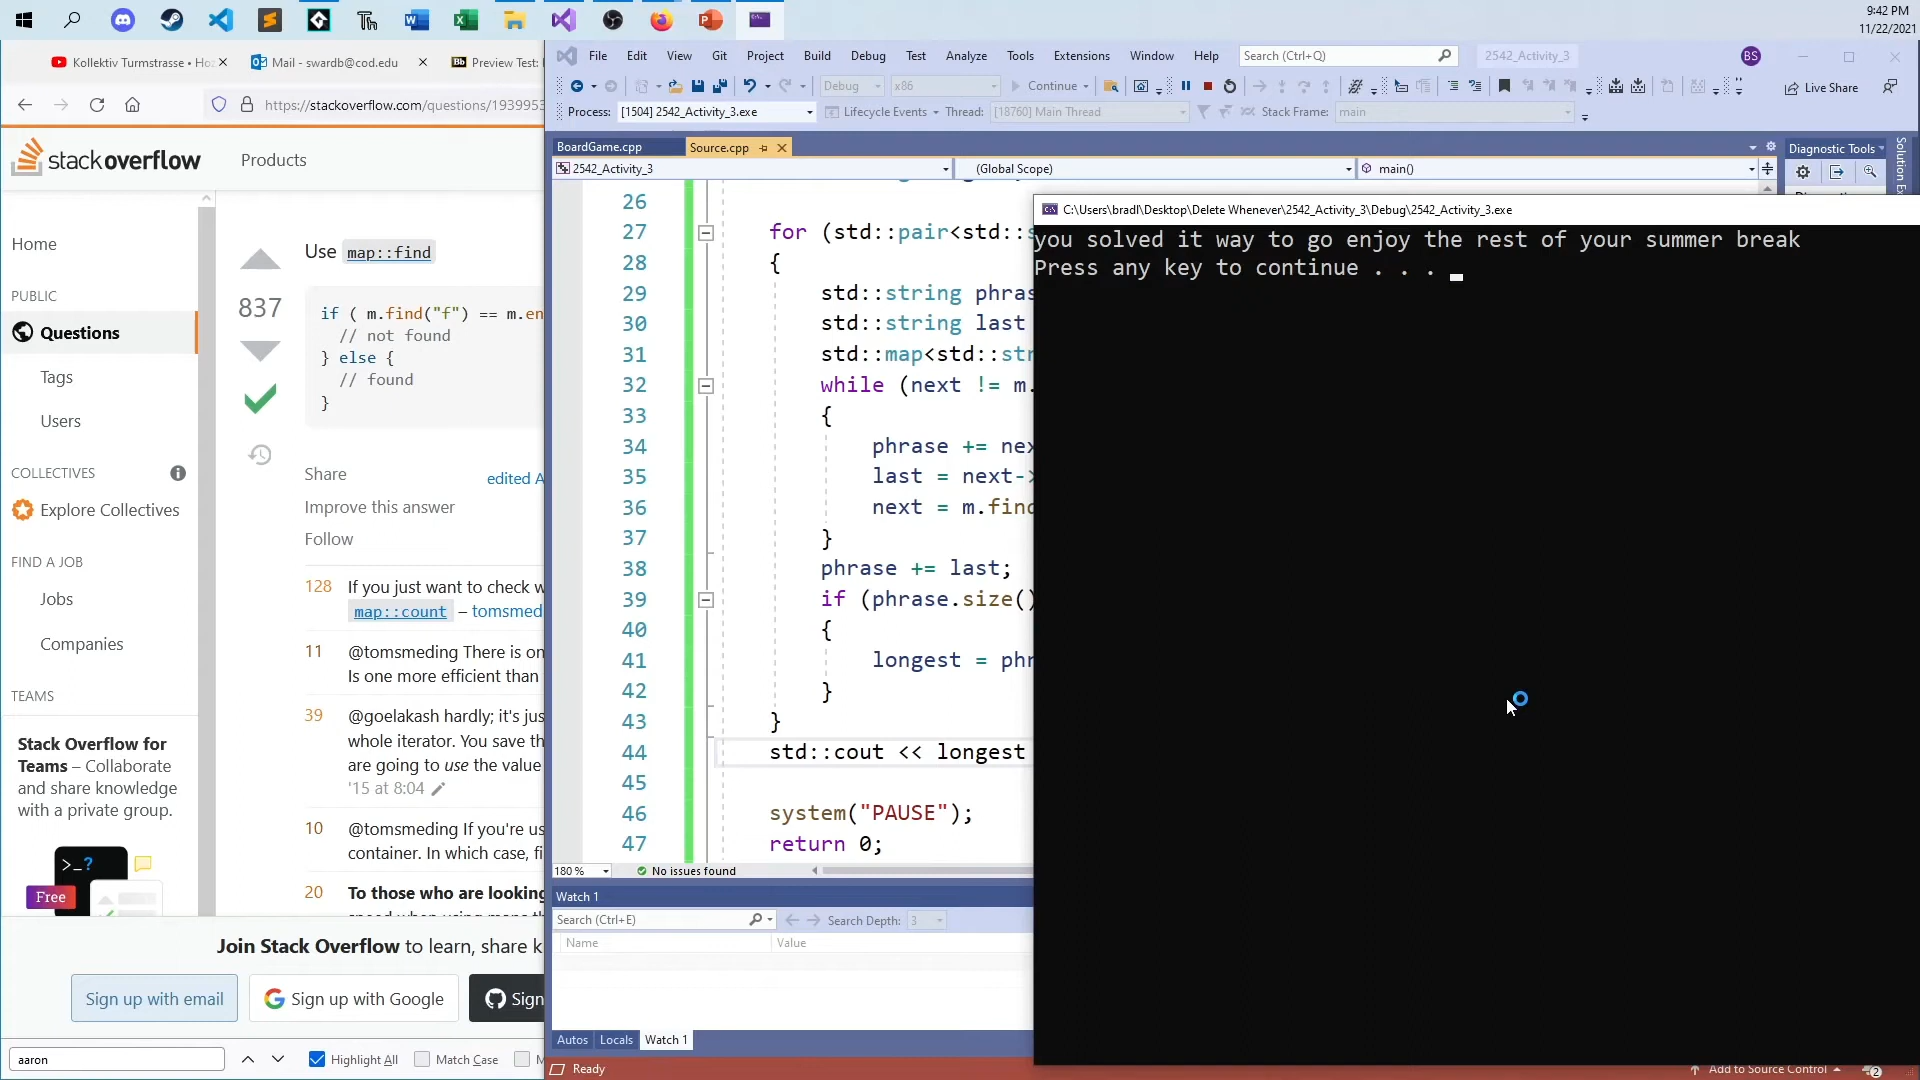 9:42 PM
11/22/2021
Kollektiv Turmstrasse • Ho
Mail - swardb@cod.edu
Preview Test:
https://stackoverflow.com/questions/1939953
stackoverflow
Products
Home
PUBLIC
Questions
Tags
Users
COLLECTIVES
Explore Collectives
FIND A JOB
Jobs
Companies
TEAMS
Stack Overflow for
Teams – Collaborate
and share knowledge
with a private group.
>_?
Free
Use map::find
837
if ( m.find("f") == m.en
// not found
} else {
// found
}
Share
edited A
Improve this answer
Follow
128 If you just want to check w
map::count – tomsmed
11 @tomsmeding There is on
Is one more efficient than
39 @goelakash hardly; it's jus
whole iterator. You save th
are going to use the value
'15 at 8:04
10 @tomsmeding If you're us
container. In which case, fi
20 To those who are looking
Join Stack Overflow to learn, share k
Sign up with email
Sign up with Google
Sign
aaron
Highlight All
Match Case
M
File Edit View Git Project Build Debug Test Analyze Tools Extensions Window Help
Search (Ctrl+Q)
2542_Activity_3
BS
Debug
x86
Continue
Live Share
Process: [1504] 2542_Activity_3.exe
Lifecycle Events
Thread: [18760] Main Thread
Stack Frame: main
BoardGame.cpp
Source.cpp
2542_Activity_3
(Global Scope)
main()
Diagnostic Tools
Solution Ex
26
27 for (std::pair<std::s
28 {
29 std::string phras
30 std::string last
31 std::map<std::str
32 while (next != m.
33 {
34 phrase += nex
35 last = next->
36 next = m.find
37 }
38 phrase += last;
39 if (phrase.size()
40 {
41 longest = phr
42 }
43 }
44 std::cout << longest
45
46 system("PAUSE");
47 return 0;
180 %
No issues found
Watch 1
Search (Ctrl+E)
Search Depth: 3
Name
Value
Autos Locals Watch 1
Ready
Add to Source Control
2
C:\Users\bradl\Desktop\Delete Whenever\2542_Activity_3\Debug\2542_Activity_3.exe
you solved it way to go enjoy the rest of your summer break
Press any key to continue . . .